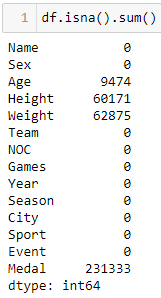 1 df.isna().sum()
Name 0
Sex 0
Age 9474
Height 60171
Weight 62875
Team 0
NOC 0
Games 0
Year 0
Season 0
City 0
Sport 0
Event 0
Medal 231333
dtype: int64